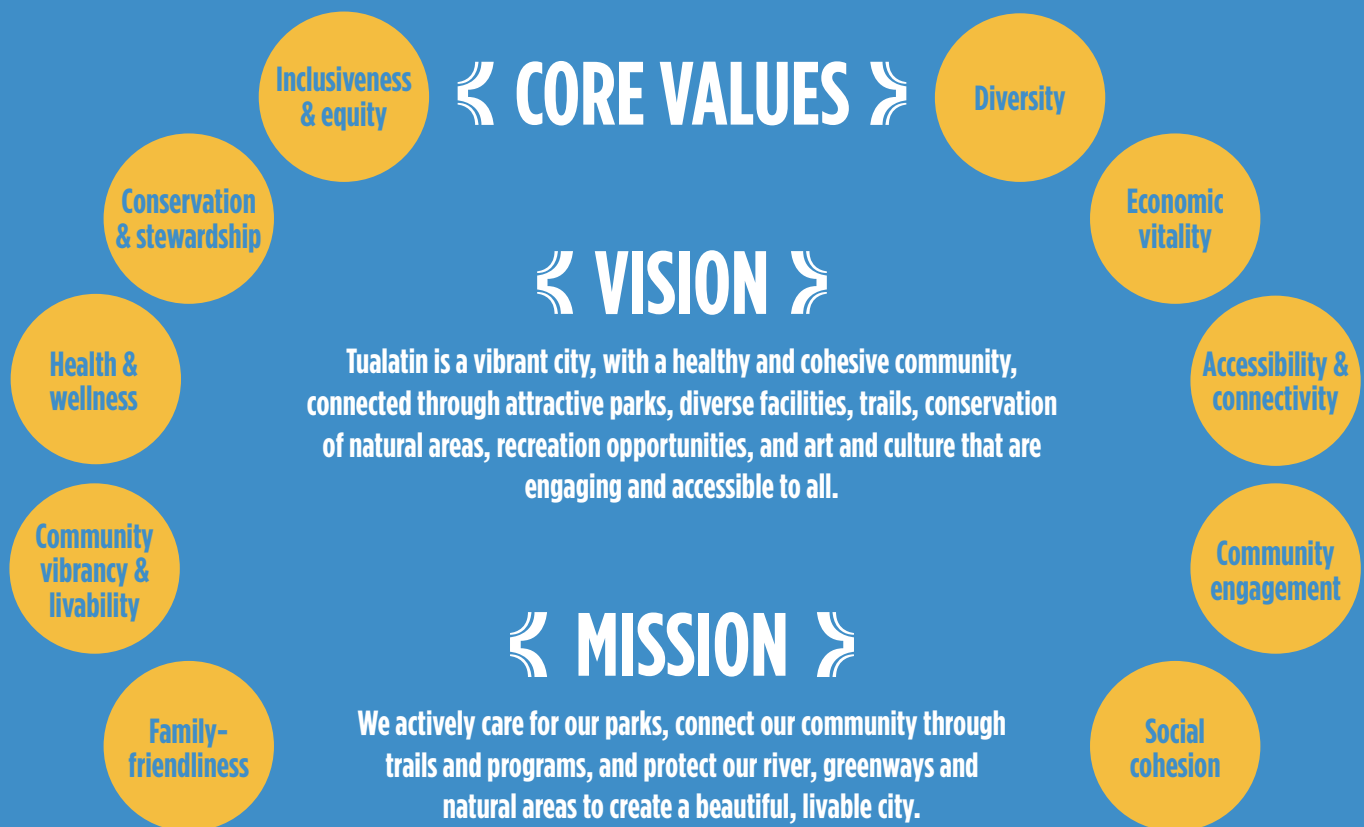 CORE VALUES
Inclusiveness
& equity
Conservation
& stewardship
Health &
wellness
Community
vibrancy &
livability
Family-
friendliness
Diversity
Economic
vitality
Accessibility &
connectivity
Community
engagement
Social
cohesion
VISION
Tualatin is a vibrant city, with a healthy and cohesive community,
connected through attractive parks, diverse facilities, trails, conservation
of natural areas, recreation opportunities, and art and culture that are
engaging and accessible to all.
MISSION
We actively care for our parks, connect our community through
trails and programs, and protect our river, greenways and
natural areas to create a beautiful, livable city.